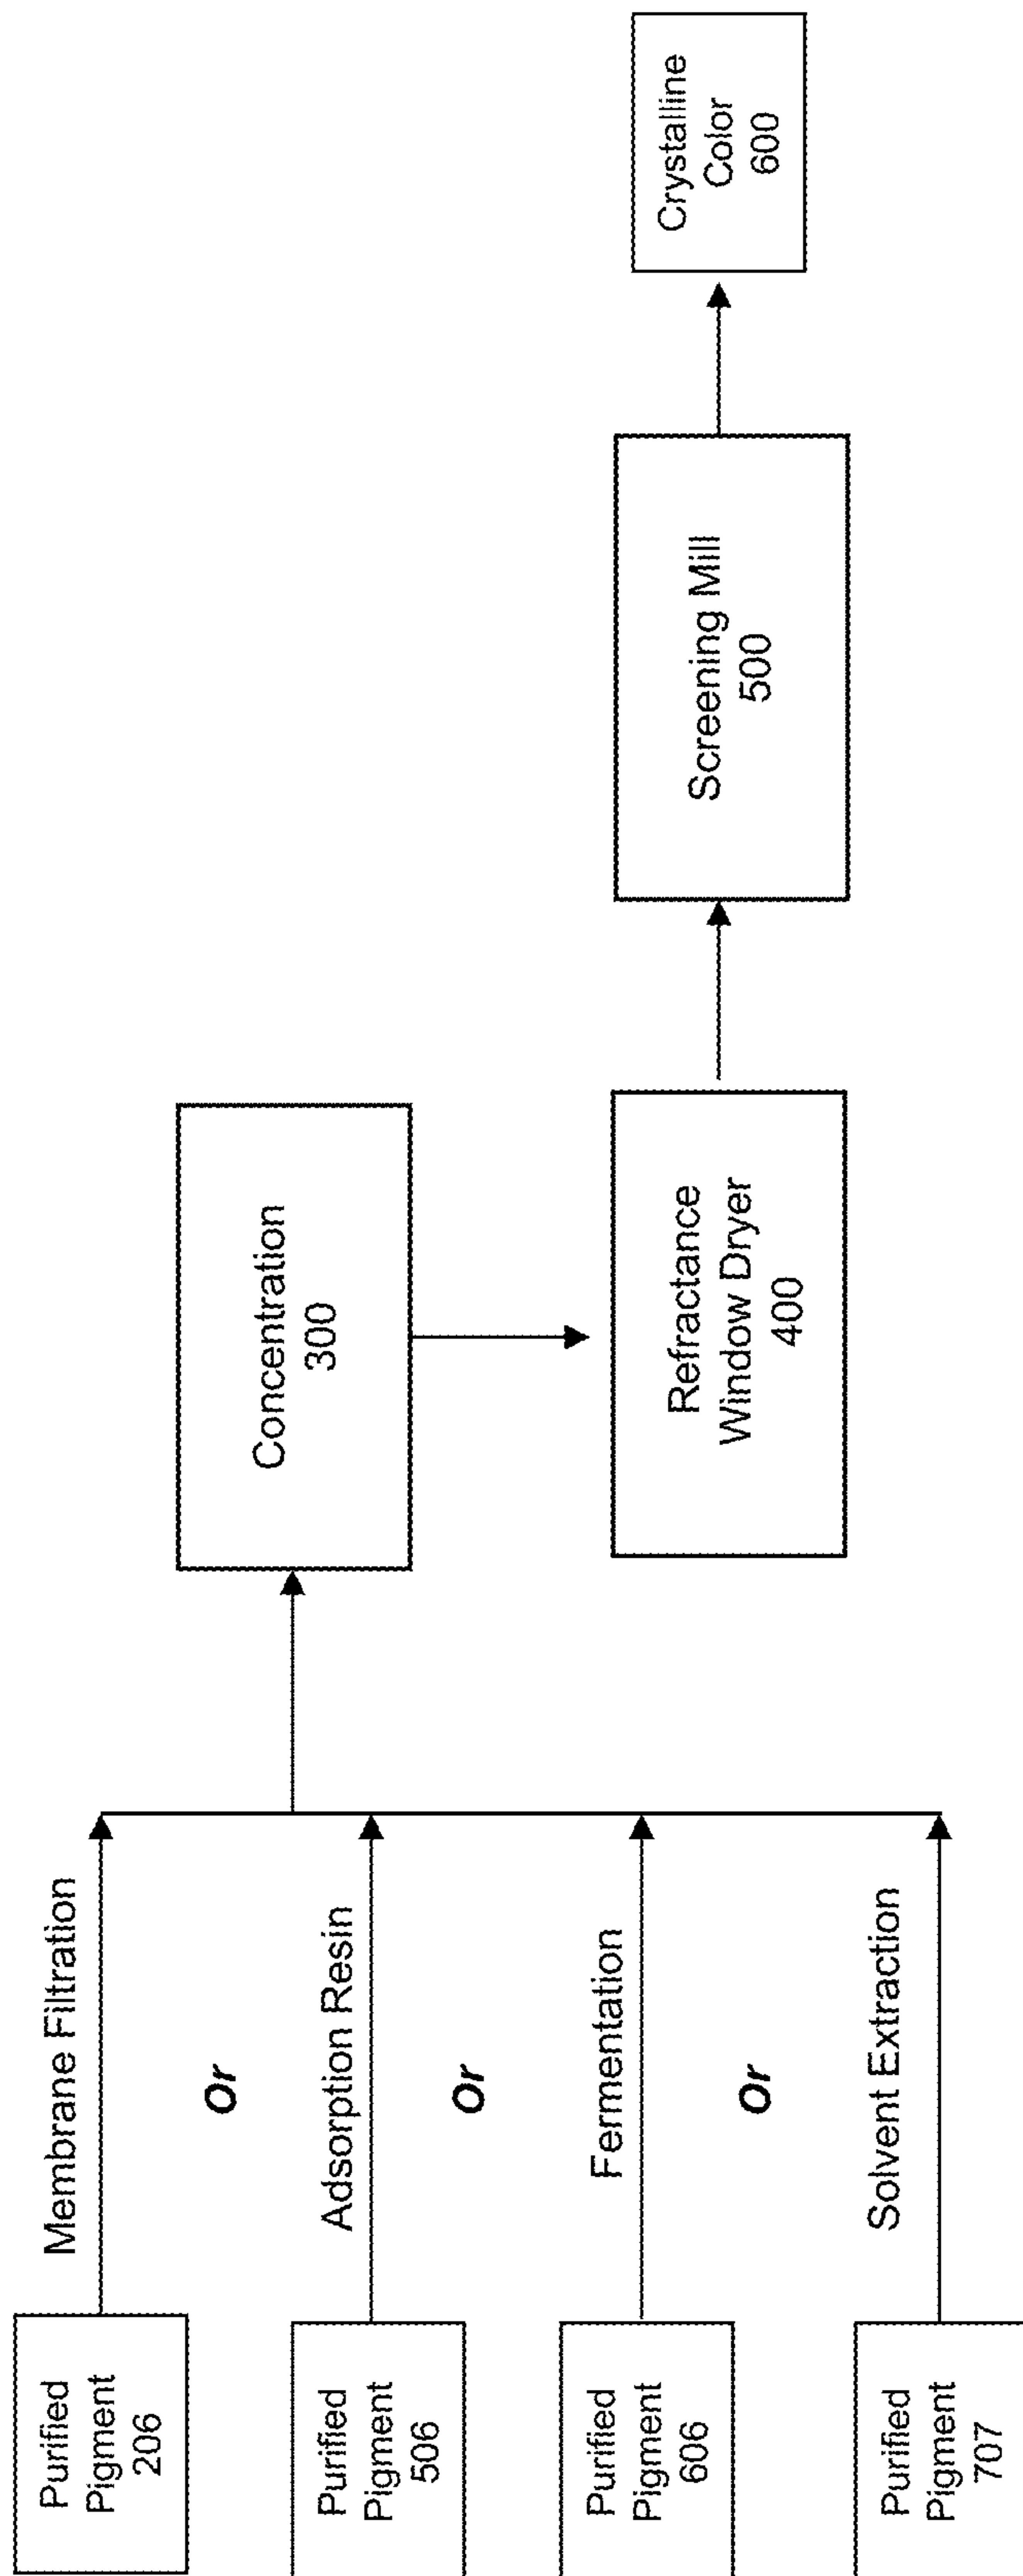 Purified
Pigment
206
Membrane Filtration
Or
Purified
Pigment
506
Adsorption Resin
Or
Purified
Pigment
606
Fermentation
Or
Purified
Pigment
707
Solvent Extraction
Concentration
300
Refractance
Window Dryer
400
Screening Mill
500
Crystalline
Color
600